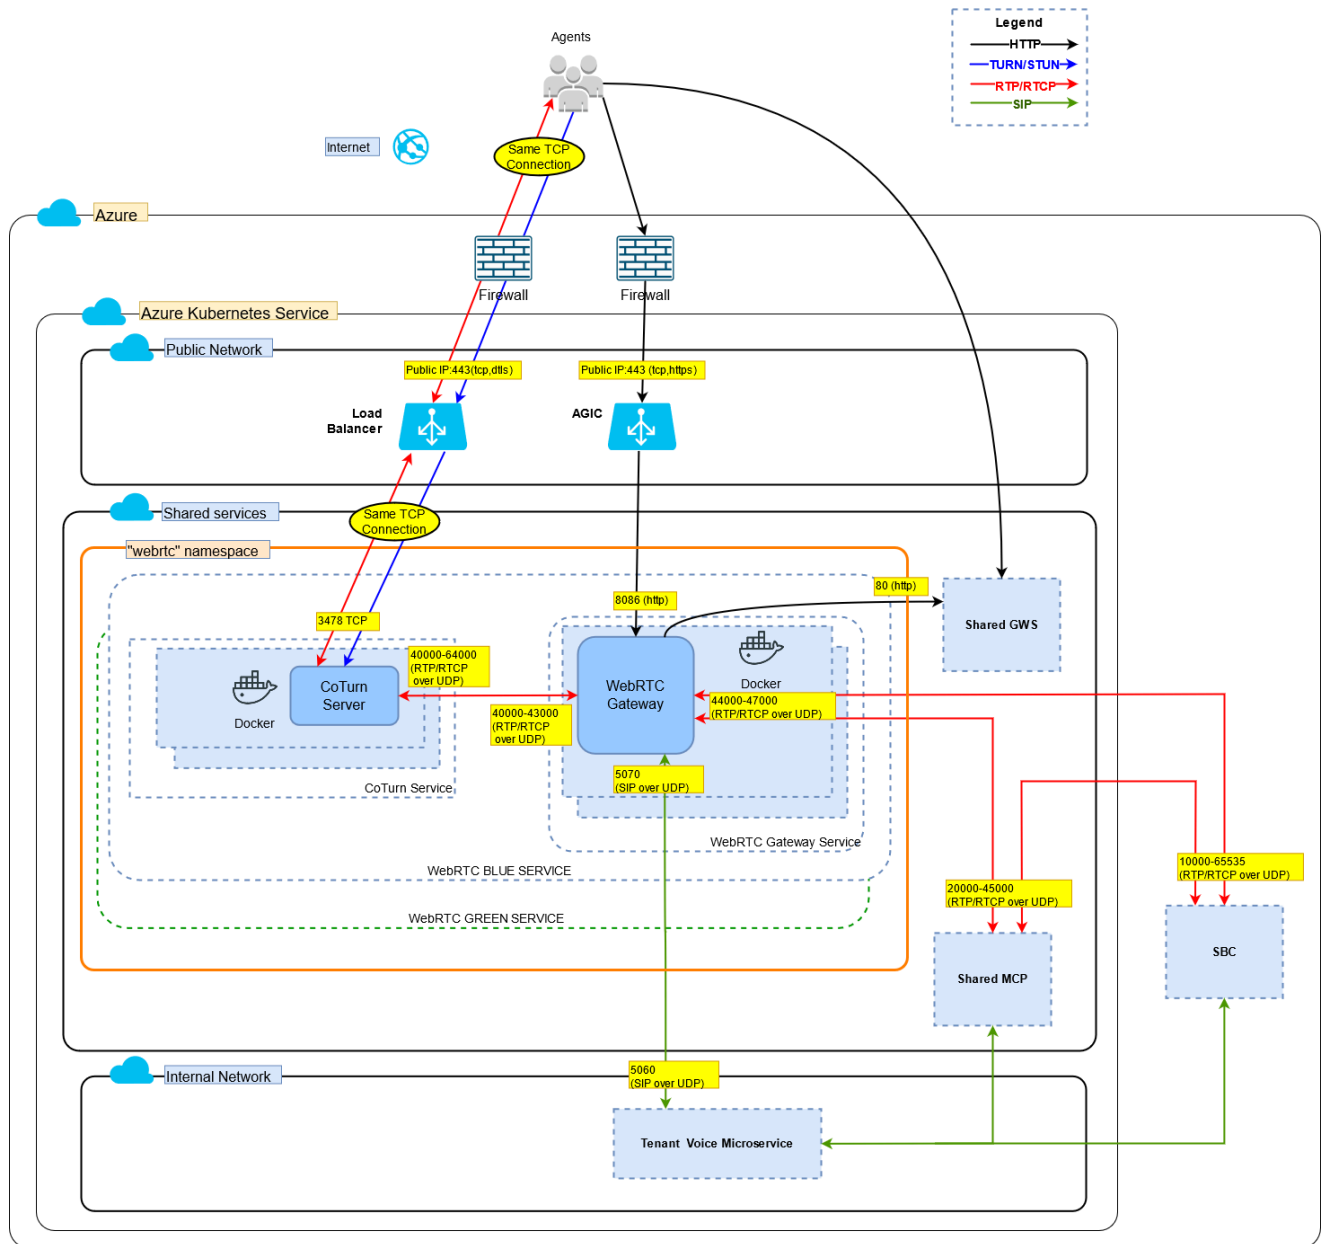 Legend
HTTP
TURN/STUN
RTP/RTCP
SIP
Agents
Internet
Same TCP
Connection
Azure
Firewall
Firewall
Azure Kubernetes Service
Public Network
Public IP:443(tcp,dtls)
Public IP:443 (tcp,https)
Load
Balancer
AGIC
Shared services
Same TCP
Connection
"webrtc" namespace
80 (http)
8086 (http)
3478 TCP
Shared GWS
40000-64000
(RTP/RTCP
over UDP)
CoTurn
Server
Docker
WebRTC
Gateway
Docker
44000-47000
(RTP/RTCP over UDP)
40000-43000
(RTP/RTCP
over UDP)
5070
(SIP over UDP)
CoTurn Service
WebRTC Gateway Service
WebRTC BLUE SERVICE
WebRTC GREEN SERVICE
10000-65535
(RTP/RTCP over UDP)
20000-45000
(RTP/RTCP over UDP)
SBC
Shared MCP
Internal Network
5060
(SIP over UDP)
Tenant Voice Microservice